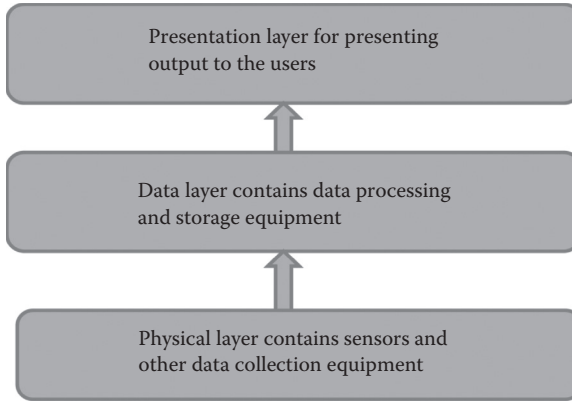 Presentation layer for presenting
output to the users
Data layer contains data processing
and storage equipment
Physical layer contains sensors and
other data collection equipment